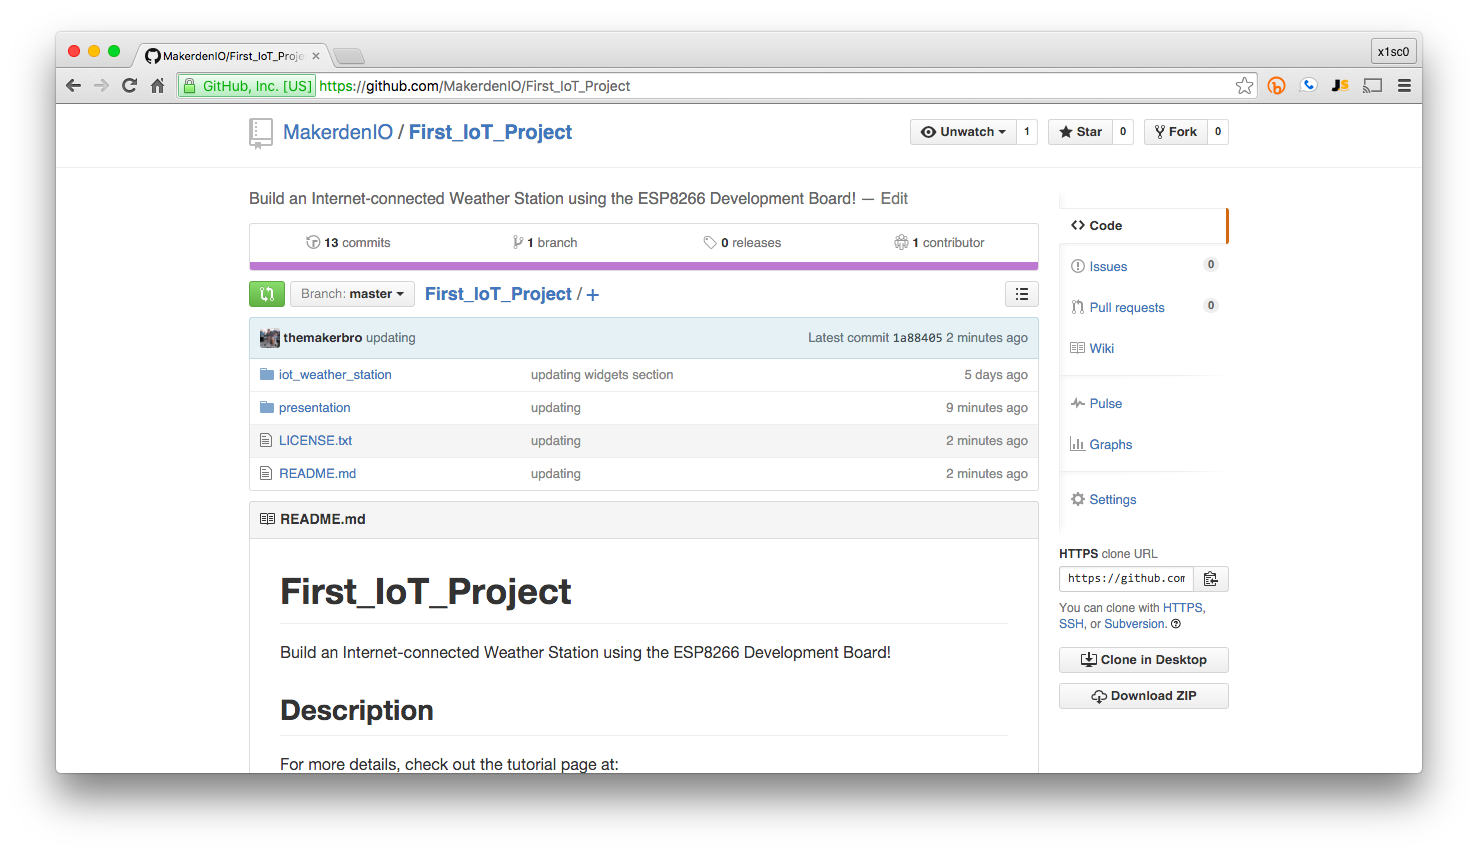 MakerdenIO/First_IoT_Proje
x1sc0
GitHub, Inc. [US] https://github.com/MakerdenIO/First_IoT_Project
MakerdenIO / First_IoT_Project
Unwatch 1
Star 0
Fork 0
Build an Internet-connected Weather Station using the ESP8266 Development Board! — Edit
13 commits
1 branch
0 releases
1 contributor
Branch: master
First_IoT_Project / +
themakerbro updating
Latest commit 1a88405 2 minutes ago
iot_weather_station updating widgets section 5 days ago
presentation updating 9 minutes ago
LICENSE.txt updating 2 minutes ago
README.md updating 2 minutes ago
README.md
First_IoT_Project
Build an Internet-connected Weather Station using the ESP8266 Development Board!
Description
For more details, check out the tutorial page at:
Code
Issues 0
Pull requests 0
Wiki
Pulse
Graphs
Settings
HTTPS clone URL
https://github.com
You can clone with HTTPS,
SSH, or Subversion.
Clone in Desktop
Download ZIP